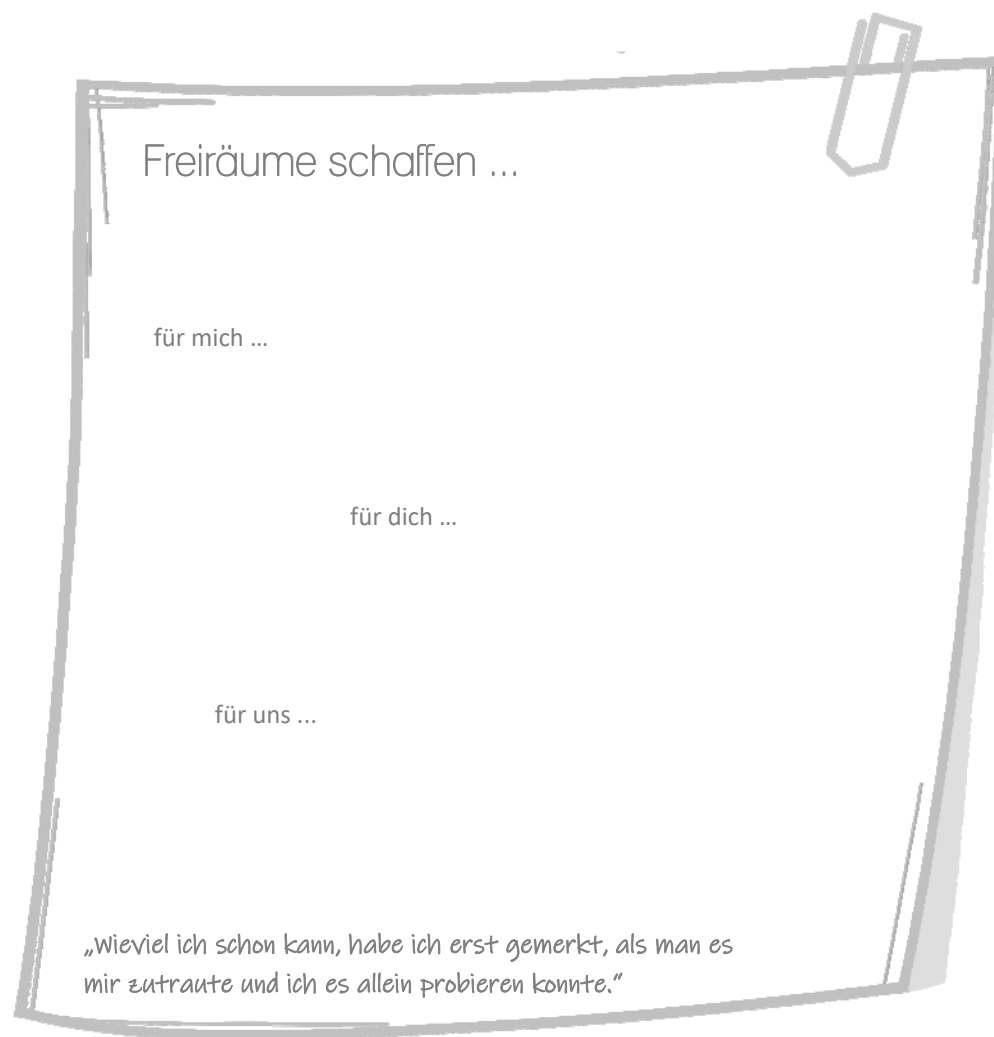 Freiräume schaffen ...
für mich ...
für dich ...
für uns ...
„Wieviel ich schon kann, habe ich erst gemerkt, als man es
mir zutraute und ich es allein probieren konnte.“